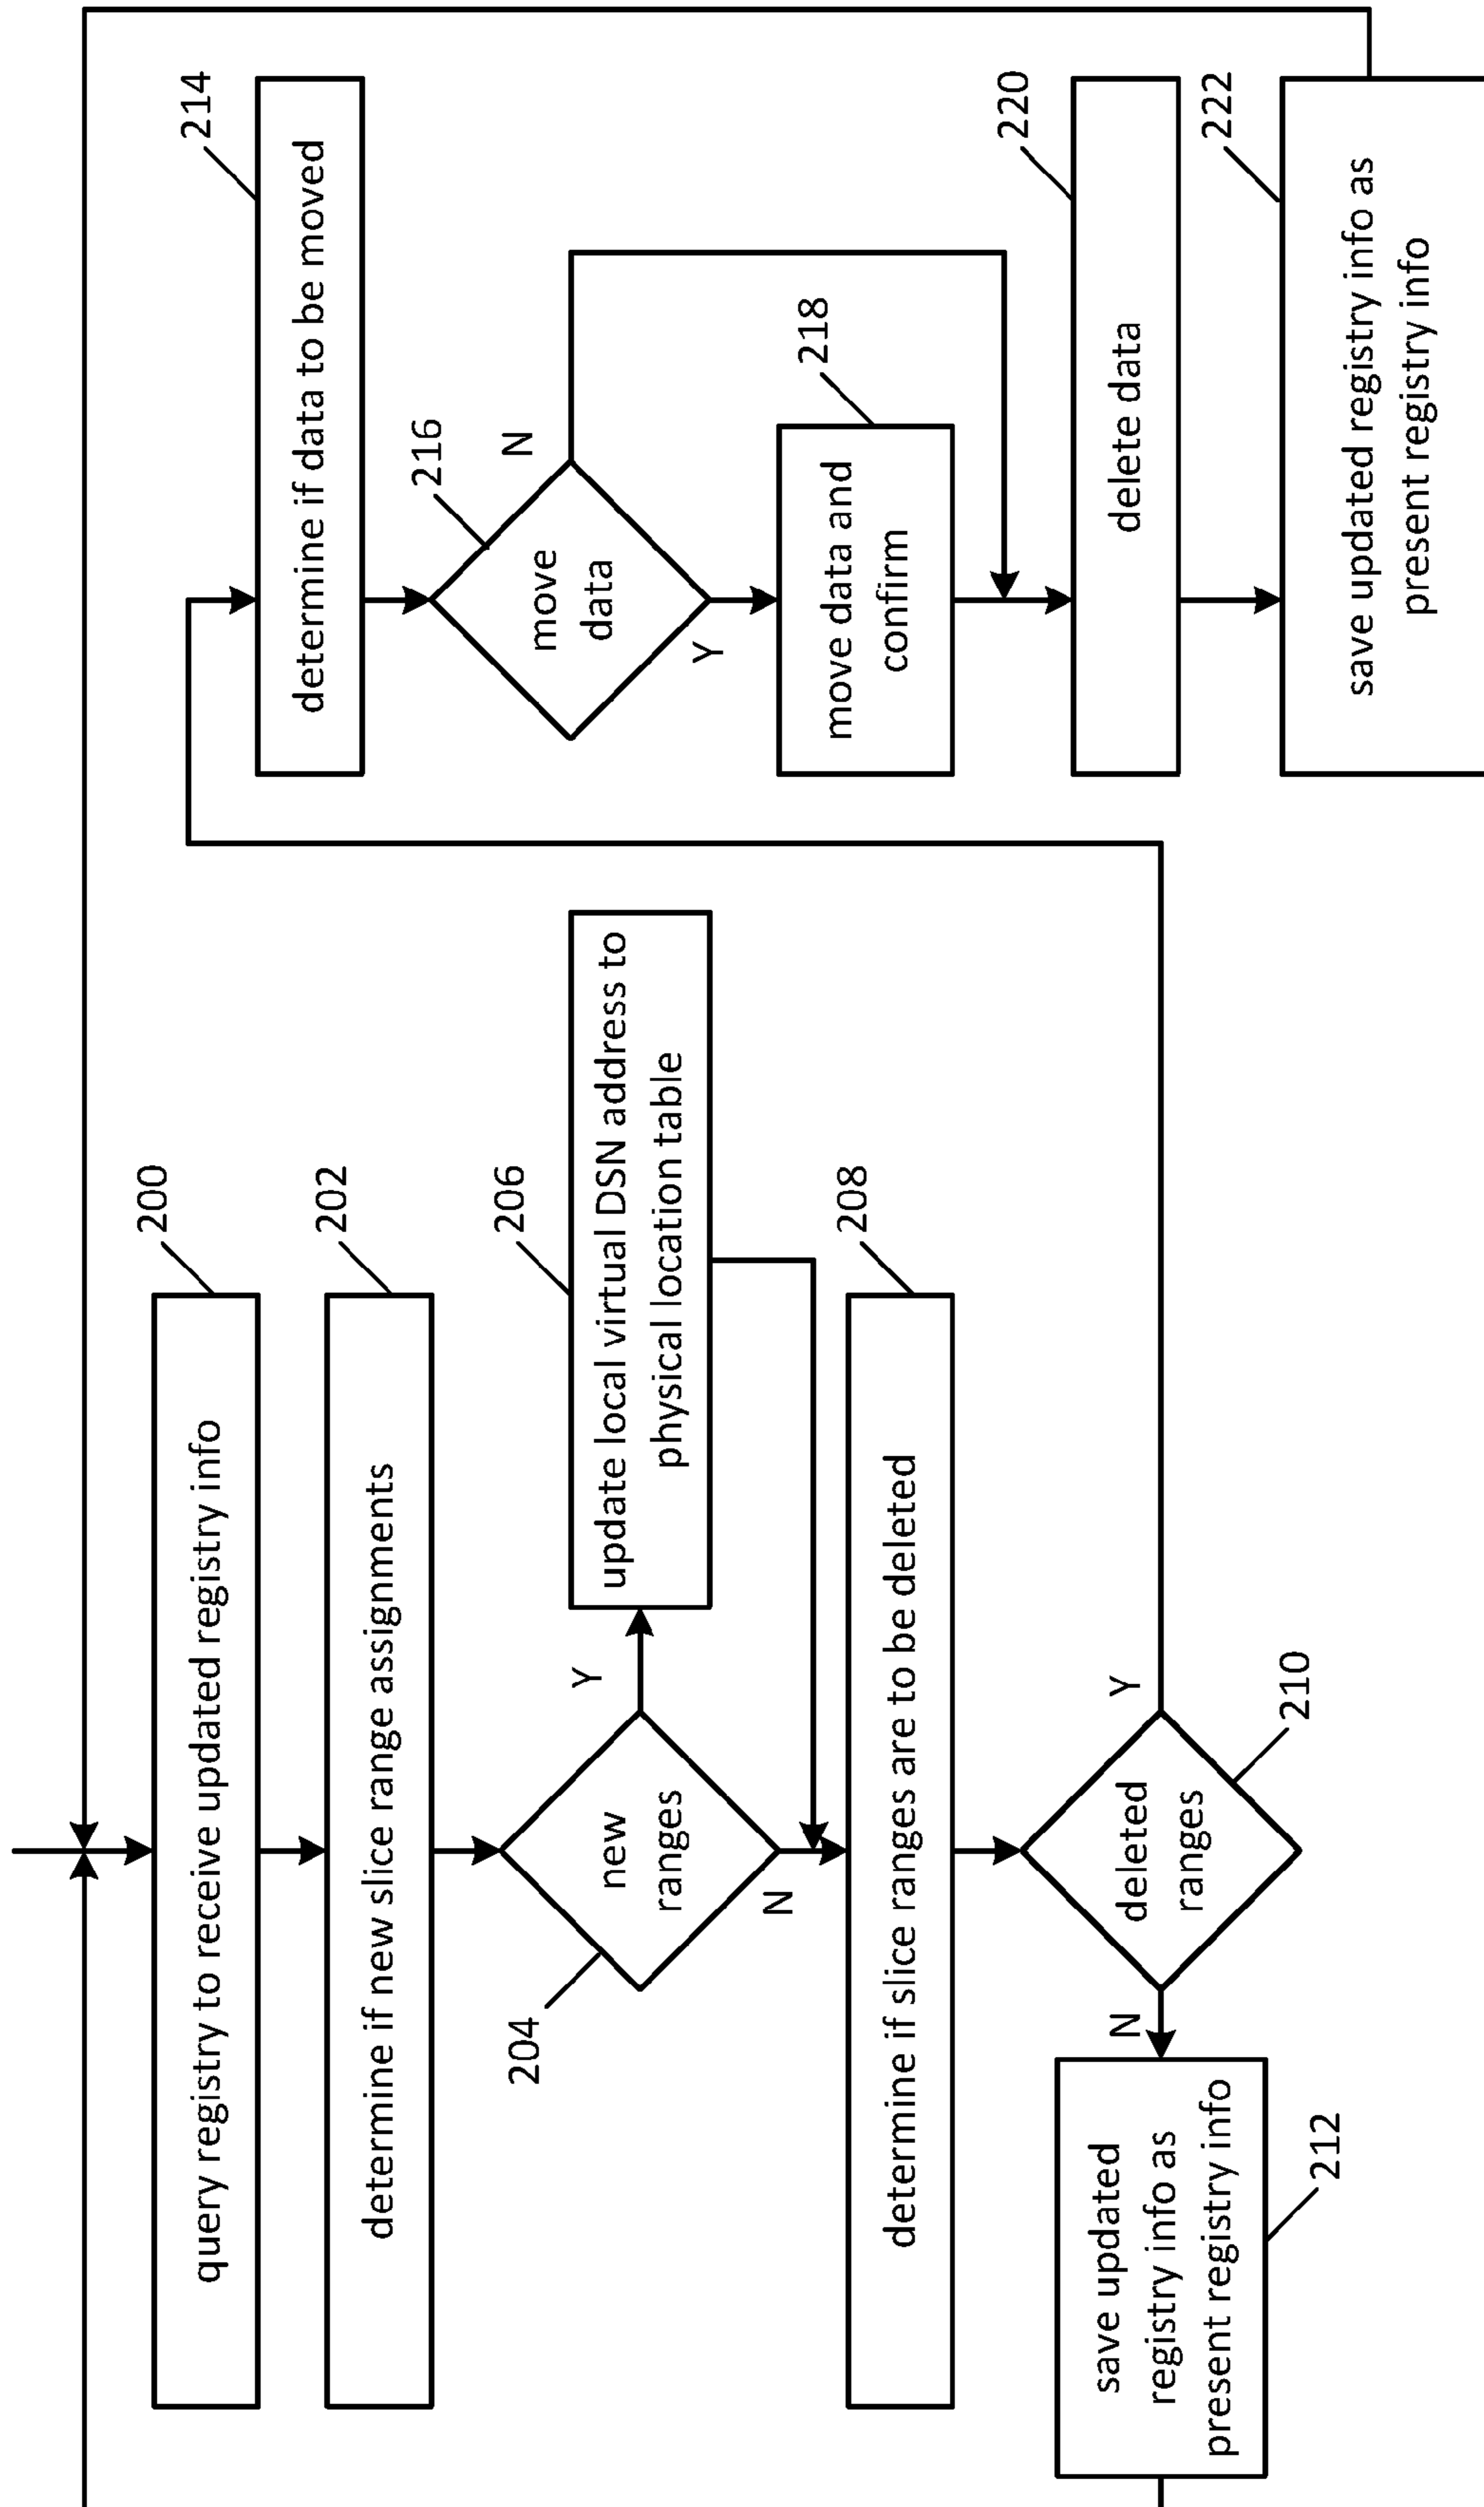 200
query registry to receive updated registry info
202
determine if new slice range assignments
204
new
ranges
Y
N
206
update local virtual DSN address to
physical location table
208
determine if slice ranges are to be deleted
210
deleted
ranges
Y
N
212
save updated
registry info as
present registry info
214
determine if data to be moved
216
move
data
N
Y
218
move data and
confirm
220
delete data
222
save updated registry info as
present registry info